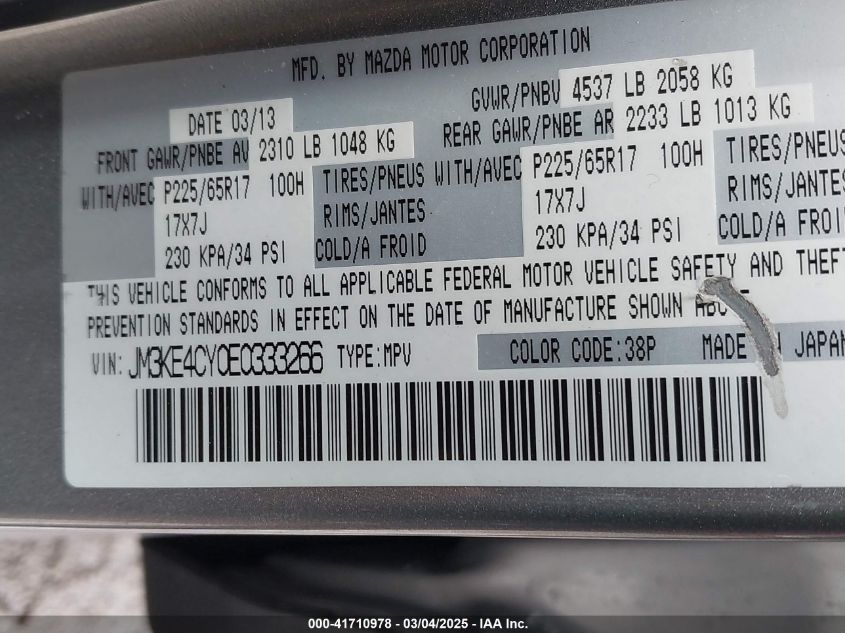 MFD. BY MAZDA MOTOR CORPORATION
DATE 03/13 GVWR/PNBV 4537 LB 2058 KG
FRONT GAWR/PNBE AV 2310 LB 1048 KG REAR GAWR/PNBE AR 2233 LB 1013 KG
WITH/AVEC P225/65R17 100H TIRES/PNEUS WITH/AVEC P225/65R17 100H TIRES/PNEUS
17X7J RIMS/JANTES 17X7J RIMS/JANTES
230 KPA/34 PSI COLD/A FROID 230 KPA/34 PSI COLD/A FROI
THIS VEHICLE CONFORMS TO ALL APPLICABLE FEDERAL MOTOR VEHICLE SAFETY AND THEFT
PREVENTION STANDARDS IN EFFECT ON THE DATE OF MANUFACTURE SHOWN
VIN: JM3KE4CY0E0333266 TYPE:MPV COLOR CODE:38P MADE IN JAPAN
000-41710978 - 03/04/2025 - IAA Inc.